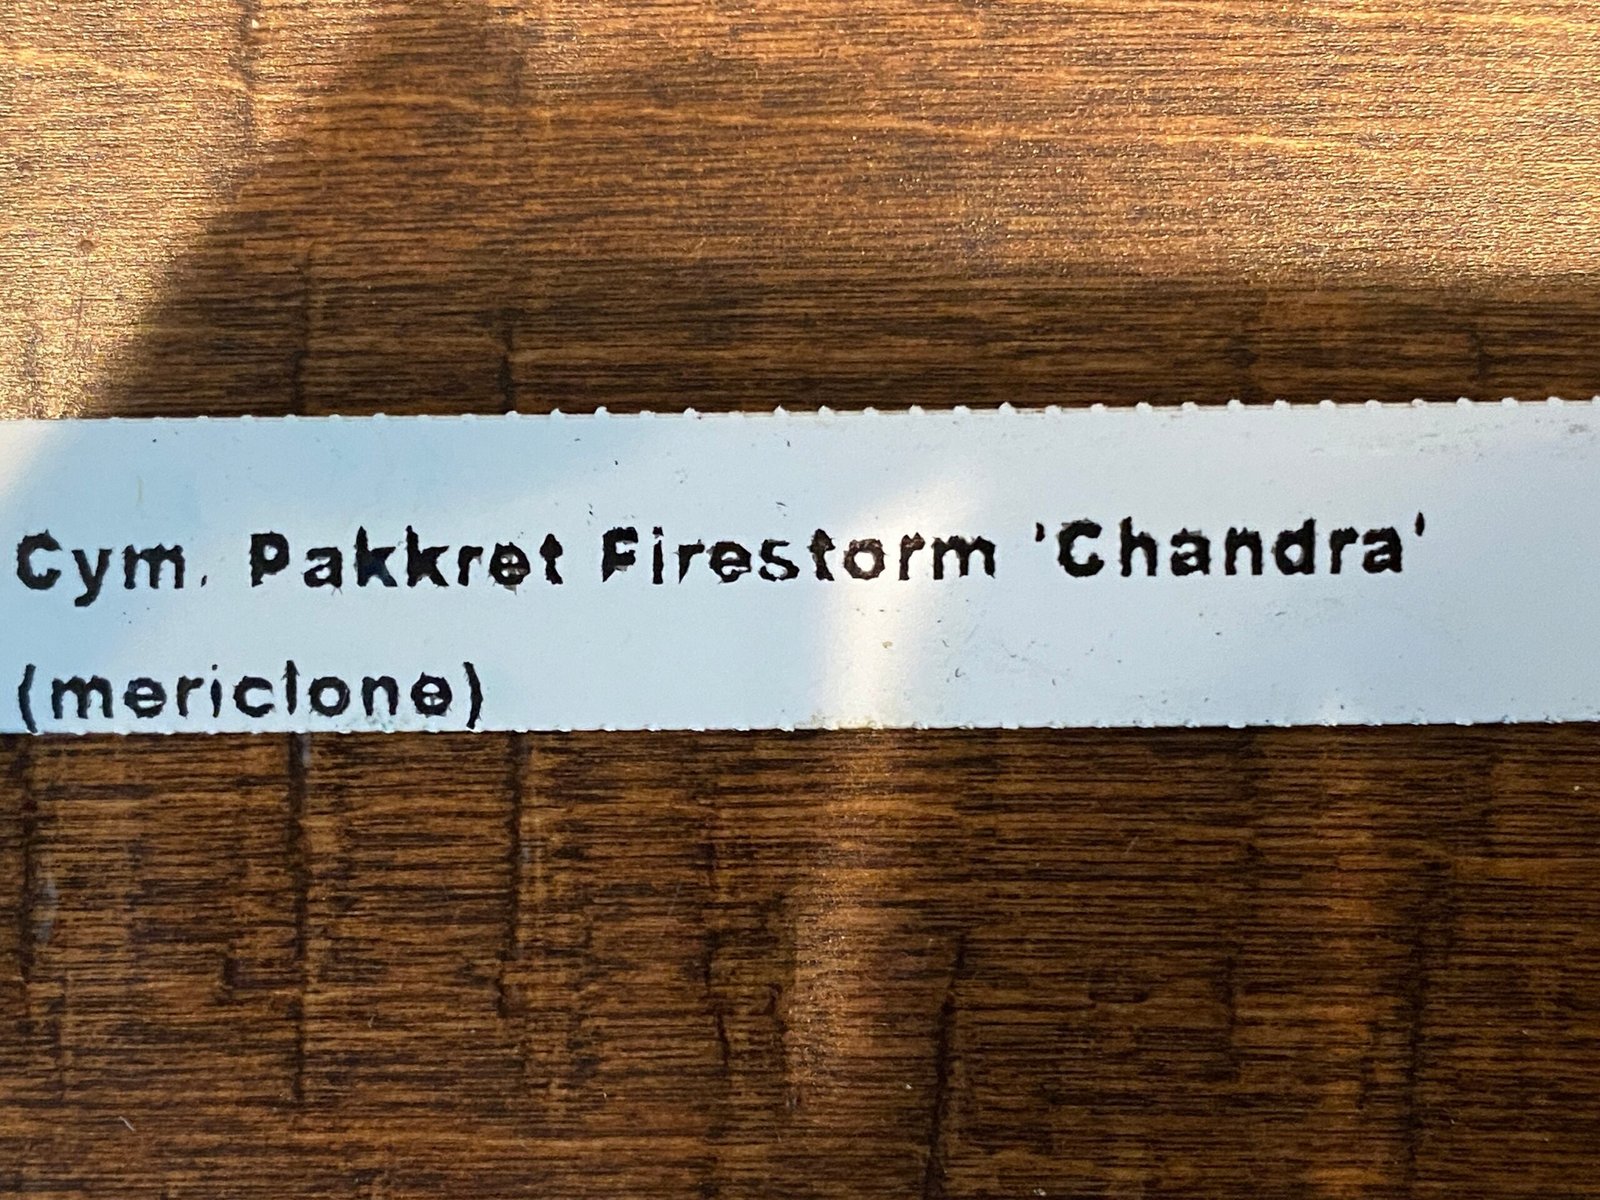 Cym. Pakkret Firestorm 'Chandra'
(mericlone)